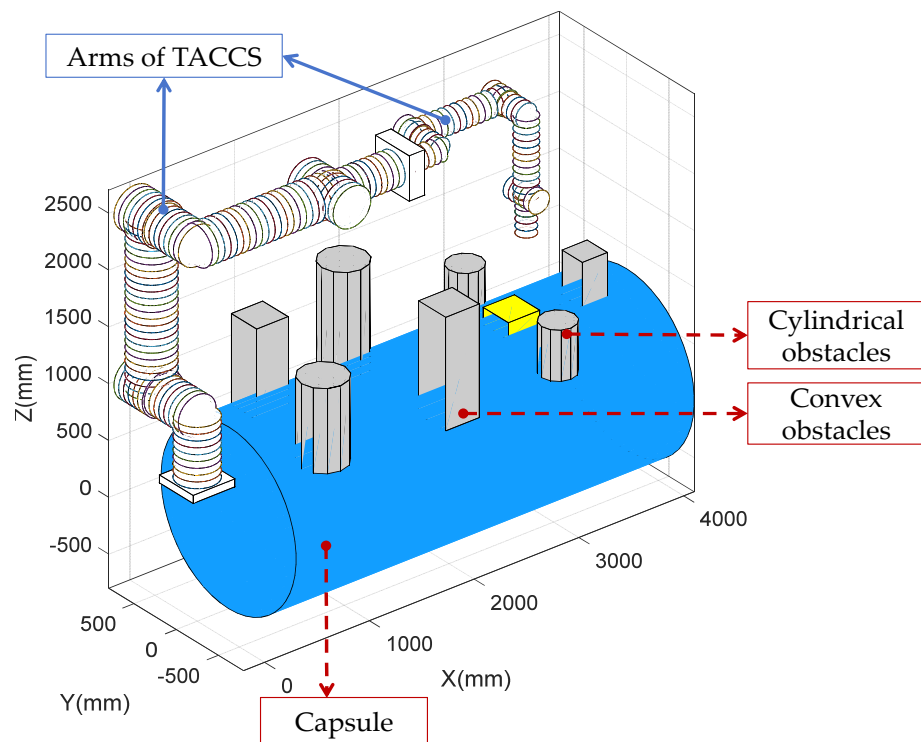 Arms of TACCS
2500
2000
1500
1000
500
0
-500
Z(mm)
Cylindrical
obstacles
Convex
obstacles
4000
3000
2000
1000
0
X(mm)
500
0
-500
Y(mm)
Capsule